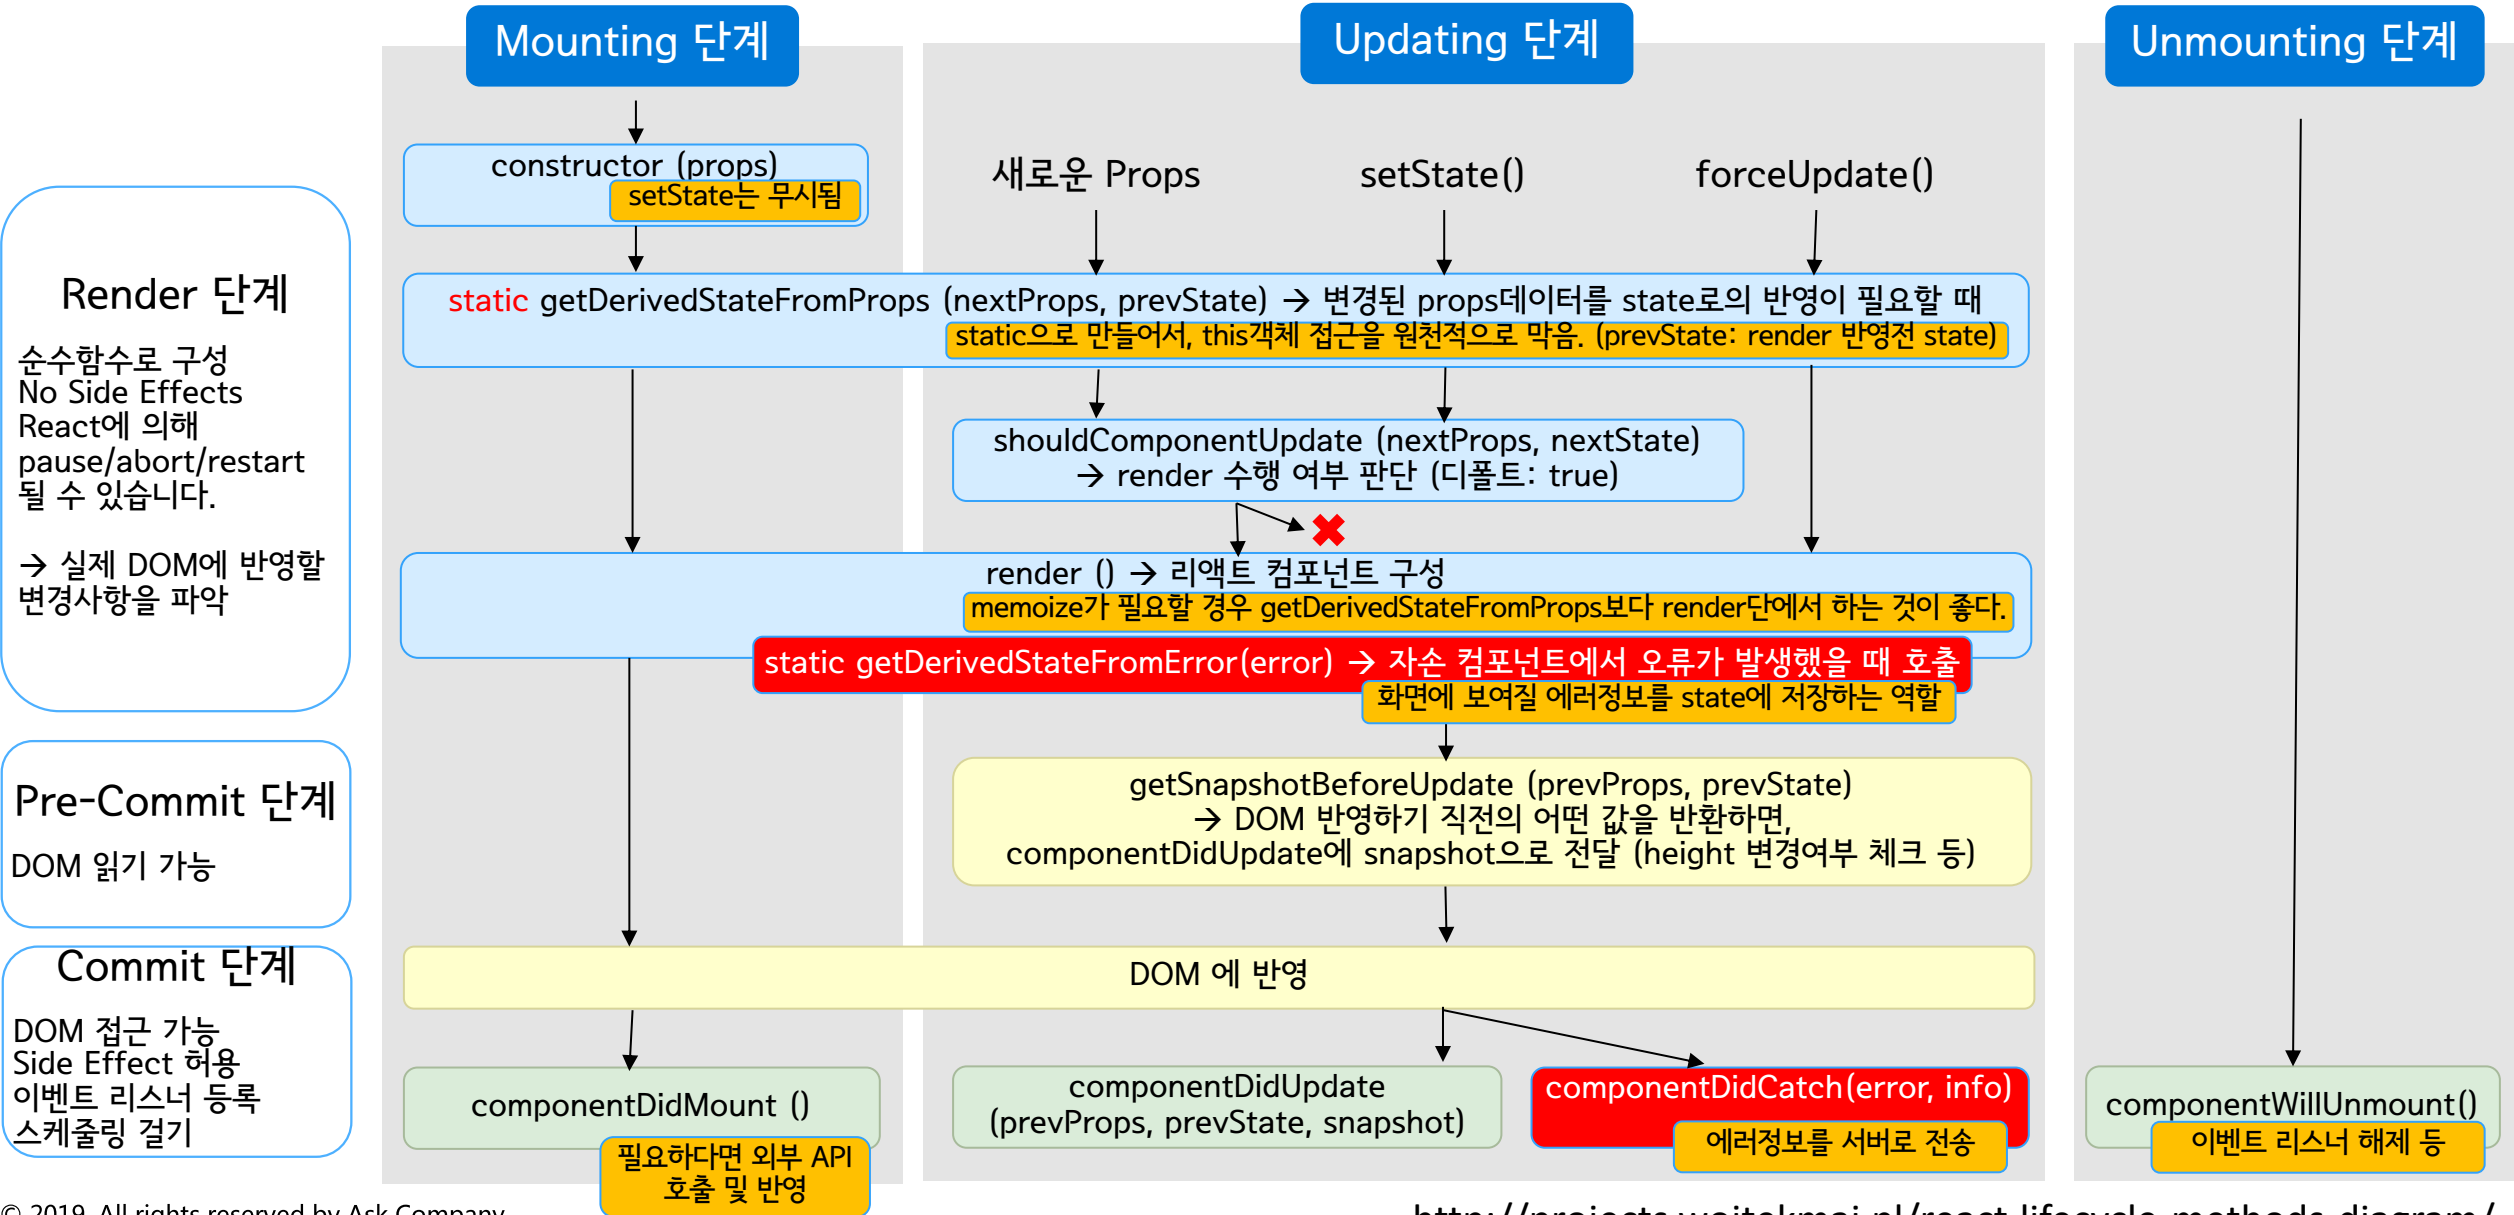 Mounting 단계
Updating 단계
Unmounting 단계
constructor (props)
setState는 무시됨
새로운 Props
setState()
forceUpdate()
Render 단계
순수함수로 구성
No Side Effects
React에 의해
pause/abort/restart
될 수 있습니다.
→ 실제 DOM에 반영할
변경사항을 파악
static getDerivedStateFromProps (nextProps, prevState) → 변경된 props데이터를 state로의 반영이 필요할 때
static으로 만들어서, this객체 접근을 원천적으로 막음. (prevState: render 반영전 state)
shouldComponentUpdate (nextProps, nextState)
→ render 수행 여부 판단 (디폴트: true)
render () → 리액트 컴포넌트 구성
memoize가 필요할 경우 getDerivedStateFromProps보다 render단에서 하는 것이 좋다.
static getDerivedStateFromError(error) → 자손 컴포넌트에서 오류가 발생했을 때 호출
화면에 보여질 에러정보를 state에 저장하는 역할
Pre-Commit 단계
DOM 읽기 가능
getSnapshotBeforeUpdate (prevProps, prevState)
→ DOM 반영하기 직전의 어떤 값을 반환하면,
componentDidUpdate에 snapshot으로 전달 (height 변경여부 체크 등)
Commit 단계
DOM 접근 가능
Side Effect 허용
이벤트 리스너 등록
스케줄링 걸기
DOM 에 반영
componentDidMount ()
필요하다면 외부 API
호출 및 반영
componentDidUpdate
(prevProps, prevState, snapshot)
componentDidCatch(error, info)
에러정보를 서버로 전송
componentWillUnmount()
이벤트 리스너 해제 등
© 2019. All rights reserved by Ask Company
http://projects.wojtekmaj.pl/react-lifecycle-methods-diagram/